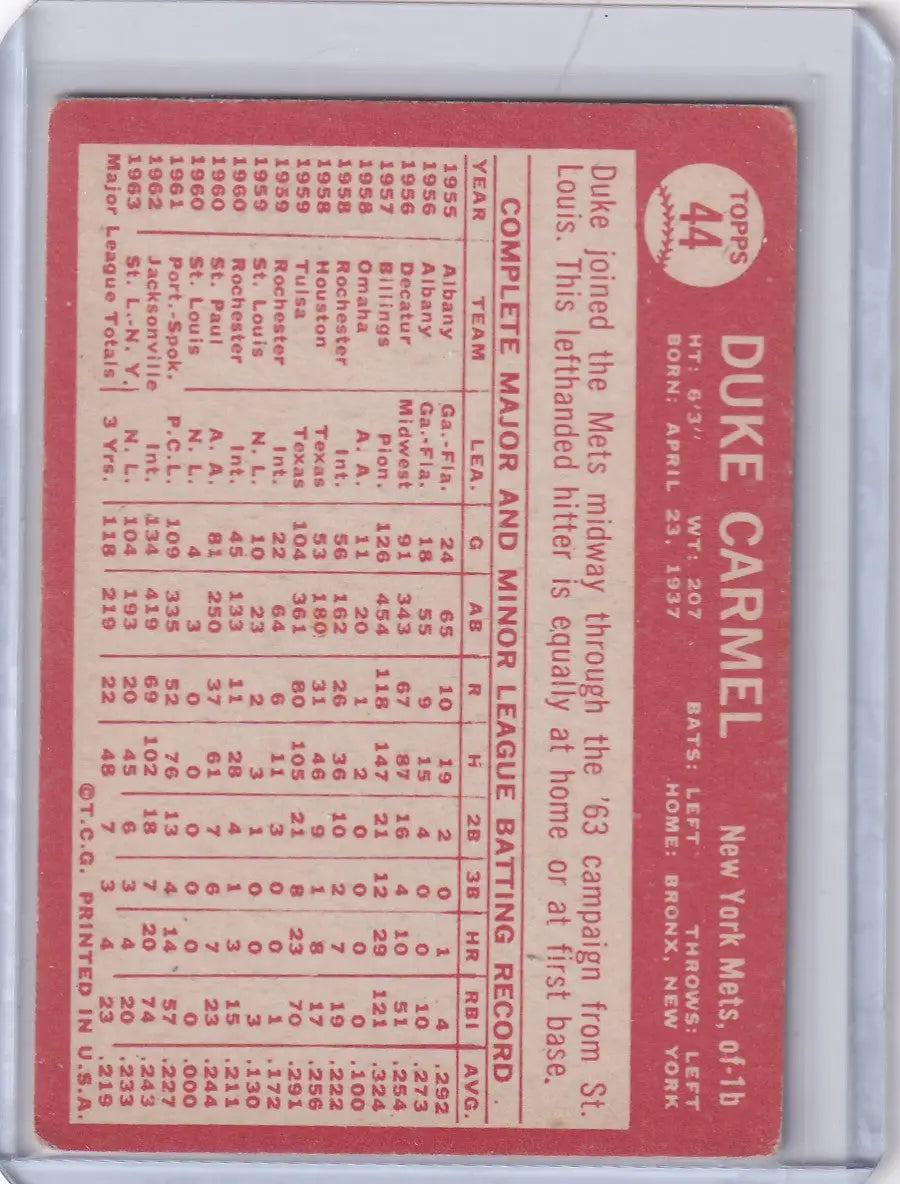 TOPPS
44
DUKE CARMEL New York Mets, of-1b
HT: 6'3" WT: 207 BATS: LEFT THROWS: LEFT
BORN: APRIL 23, 1937 HOME: BRONX, NEW YORK
Duke joined the Mets midway through the '63 campaign from St.
Louis. This lefthanded hitter is equally at home or at first base.
COMPLETE MAJOR AND MINOR LEAGUE BATTING RECORD
YEAR TEAM LEA. G AB R H 2B 3B HR RBI AVG.
1955 Albany Ga.-Fla. 24 65 10 19 2 0 1 4 .292
1956 Albany Ga.-Fla. 18 55 9 15 4 0 0 10 .273
1956 Decatur Midwest 91 343 67 87 16 4 10 51 .254
1957 Billings Pion. 126 454 118 147 21 12 29 121 .324
1958 Omaha A. A. 11 20 1 2 0 0 0 0 .100
1958 Rochester Int. 56 162 26 36 10 2 7 19 .222
1958 Houston Texas 53 180 31 46 9 1 8 17 .256
1959 Tulsa Texas 104 361 80 105 21 8 23 70 .291
1959 Rochester Int. 22 64 6 11 3 0 0 1 .172
1959 St. Louis N. L. 10 23 2 3 1 0 0 3 .130
1960 Rochester Int. 45 133 11 28 4 1 3 15 .211
1960 St. Paul A. A. 81 250 37 61 7 6 7 23 .244
1960 St. Louis N. L. 4 3 0 0 0 0 0 0 .000
1961 Port.-Spok. P.C.L. 109 335 52 76 13 4 14 57 .227
1962 Jacksonville Int. 134 419 69 102 18 7 20 74 .243
1963 St. L.-N. Y. N. L. 104 193 20 45 6 3 4 20 .233
Major League Totals 3 Yrs. 118 219 22 48 7 3 4 23 .219
©T.C.G. PRINTED IN U.S.A.